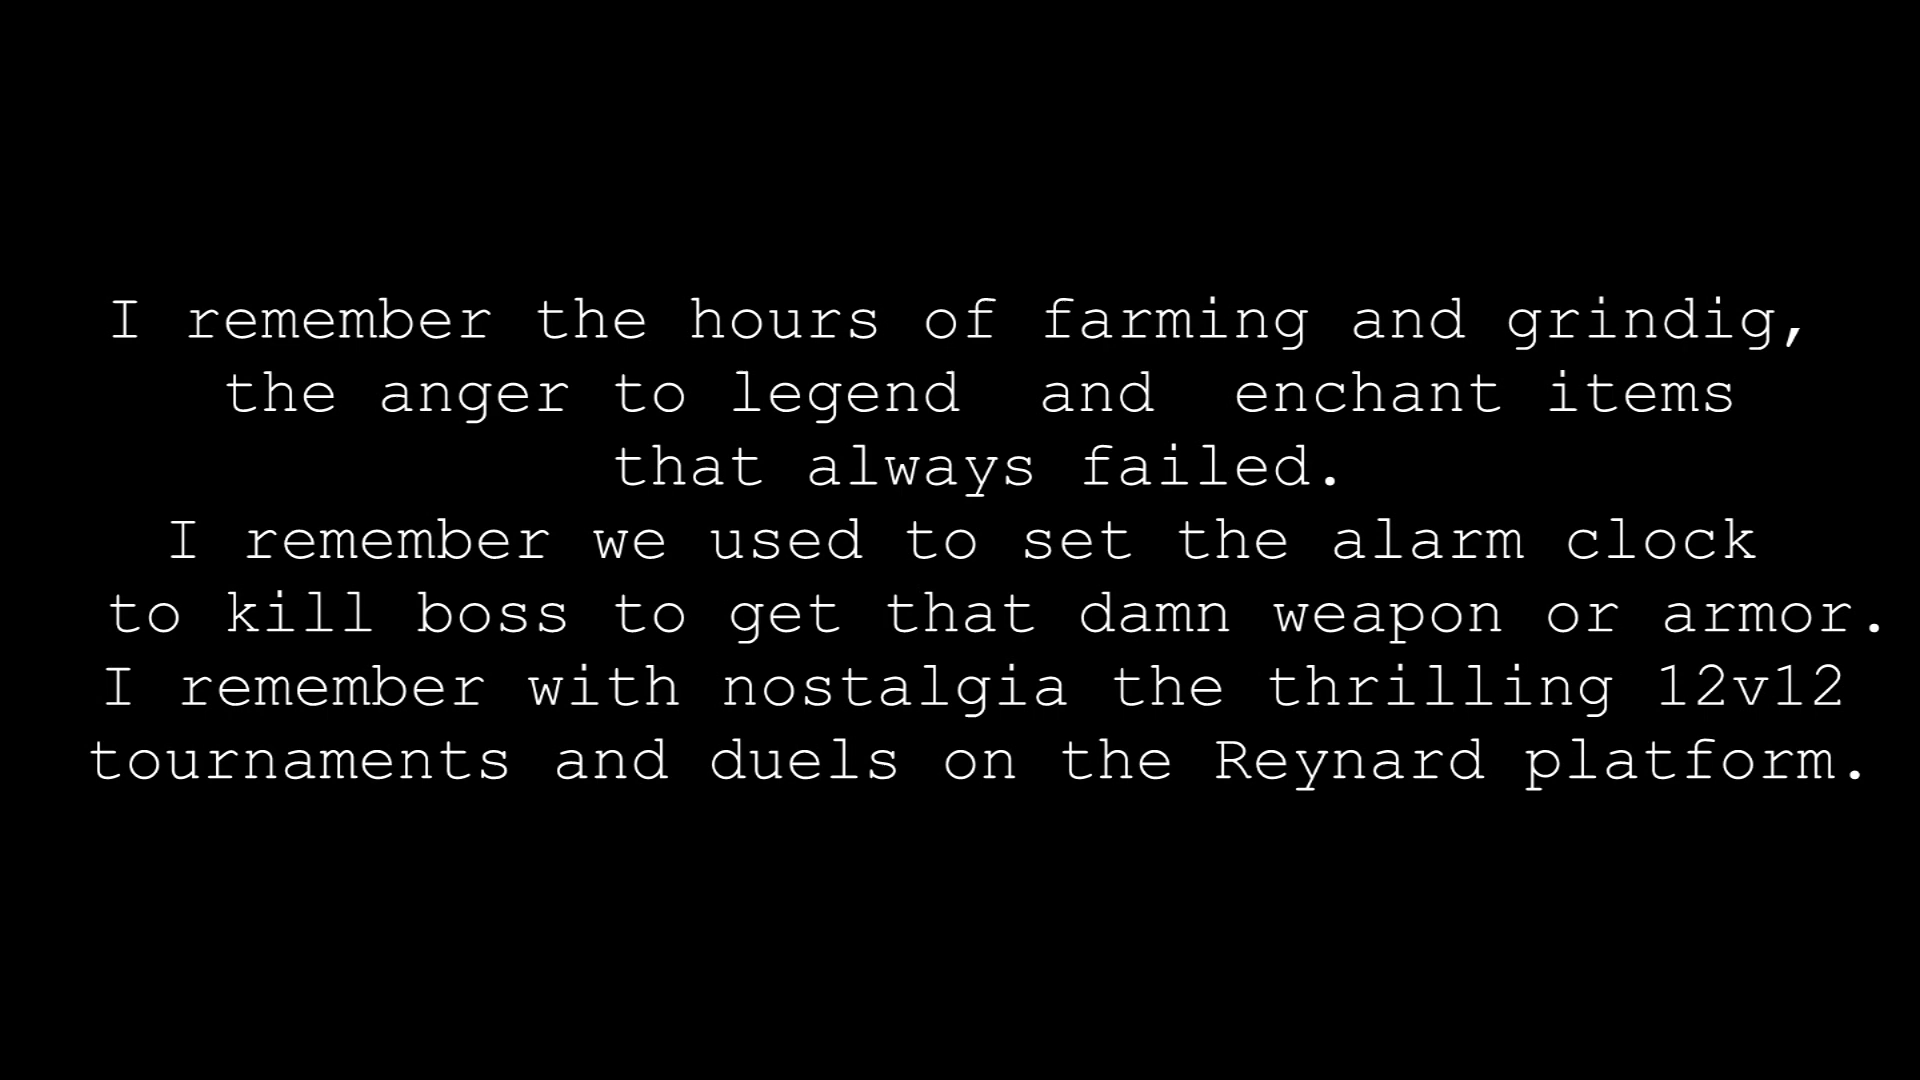 I remember the hours of farming and grindig,
the anger to legend  and  enchant items
that always failed.
I remember we used to set the alarm clock
to kill boss to get that damn weapon or armor.
I remember with nostalgia the thrilling 12v12
tournaments and duels on the Reynard platform.